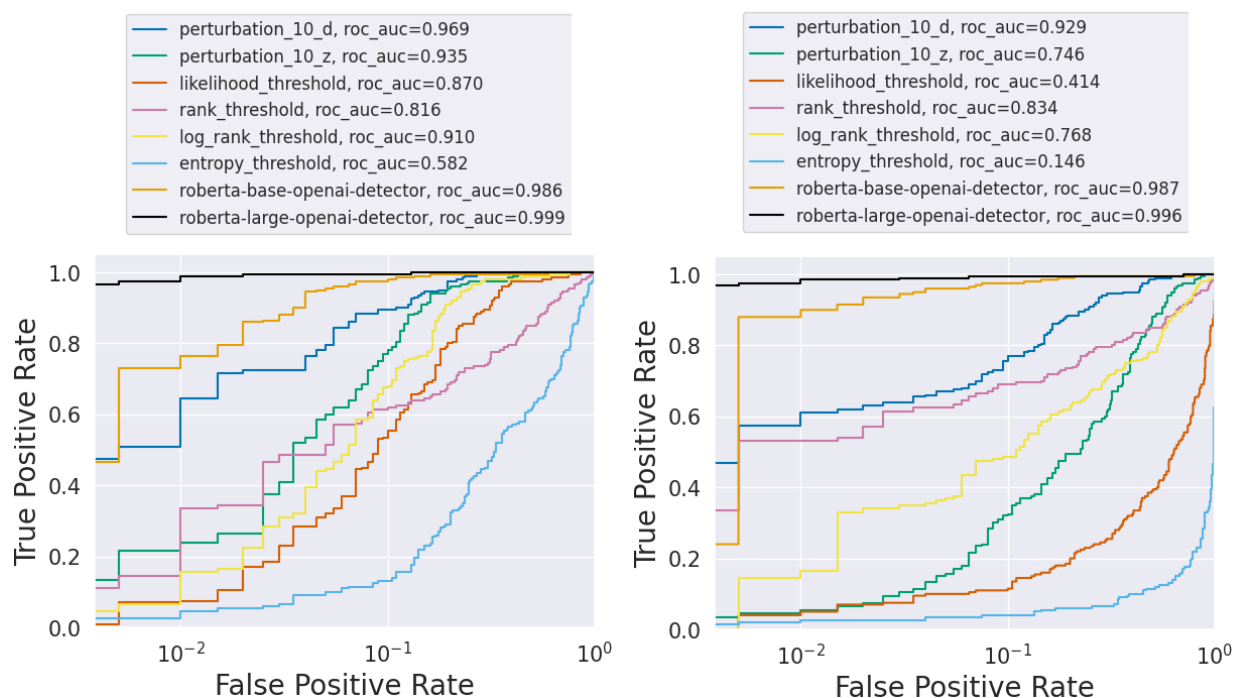 perturbation_10_d, roc_auc=0.969
perturbation_10_z, roc_auc=0.935
likelihood_threshold, roc_auc=0.870
rank_threshold, roc_auc=0.816
log_rank_threshold, roc_auc=0.910
entropy_threshold, roc_auc=0.582
roberta-base-openai-detector, roc_auc=0.986
roberta-large-openai-detector, roc_auc=0.999
1.0
0.8
0.6
0.4
0.2
0.0
True Positive Rate
10⁻²
10⁻¹
10⁰
False Positive Rate
perturbation_10_d, roc_auc=0.929
perturbation_10_z, roc_auc=0.746
likelihood_threshold, roc_auc=0.414
rank_threshold, roc_auc=0.834
log_rank_threshold, roc_auc=0.768
entropy_threshold, roc_auc=0.146
roberta-base-openai-detector, roc_auc=0.987
roberta-large-openai-detector, roc_auc=0.996
1.0
0.8
0.6
0.4
0.2
0.0
True Positive Rate
10⁻²
10⁻¹
10⁰
False Positive Rate